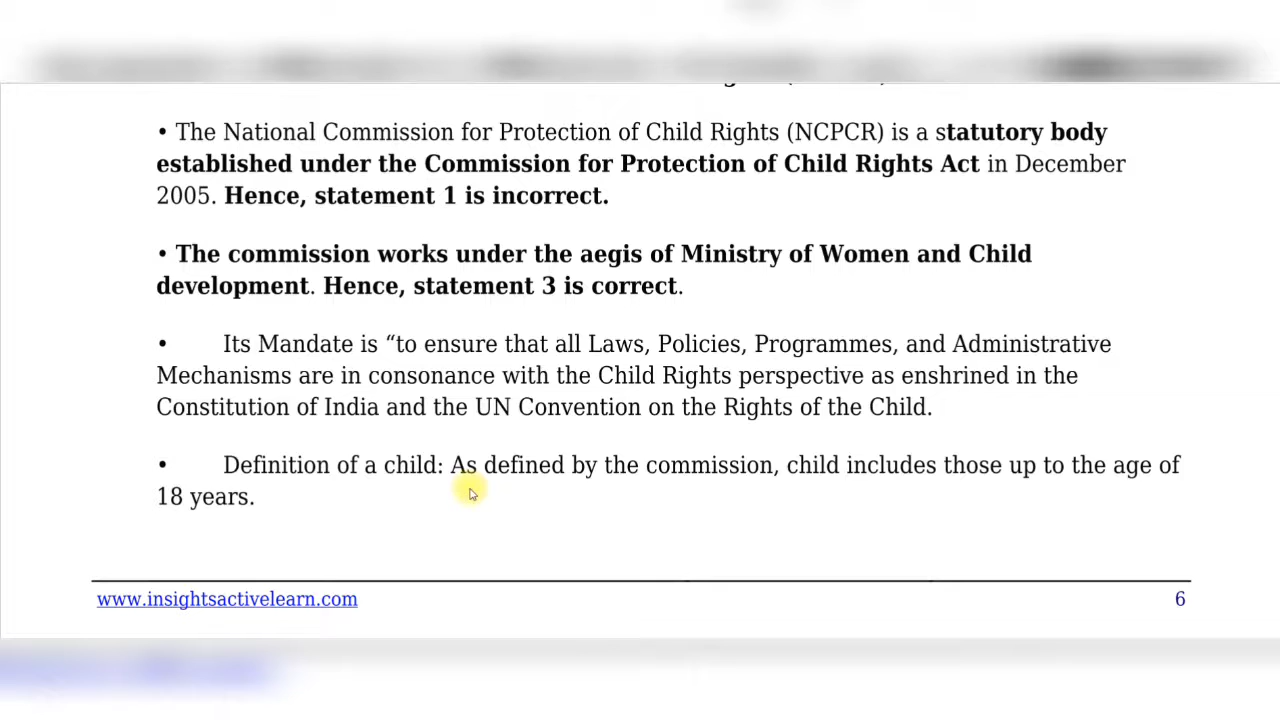 • The National Commission for Protection of Child Rights (NCPCR) is a statutory body
established under the Commission for Protection of Child Rights Act in December
2005. Hence, statement 1 is incorrect.
• The commission works under the aegis of Ministry of Women and Child
development. Hence, statement 3 is correct.
• Its Mandate is “to ensure that all Laws, Policies, Programmes, and Administrative
Mechanisms are in consonance with the Child Rights perspective as enshrined in the
Constitution of India and the UN Convention on the Rights of the Child.
• Definition of a child: As defined by the commission, child includes those up to the age of
18 years.
www.insightsactivelearn.com 6